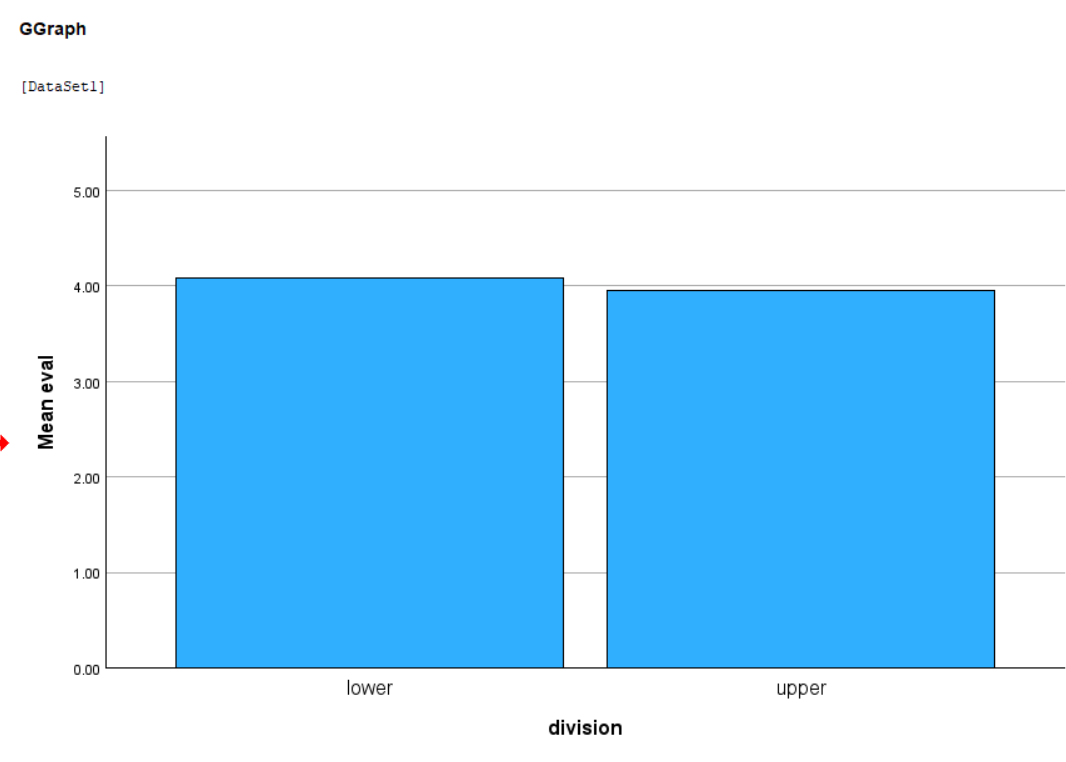 GGraph
[DataSet1]
5.00
4.00
3.00
2.00
1.00
0.00
Mean eval
lower
upper
division